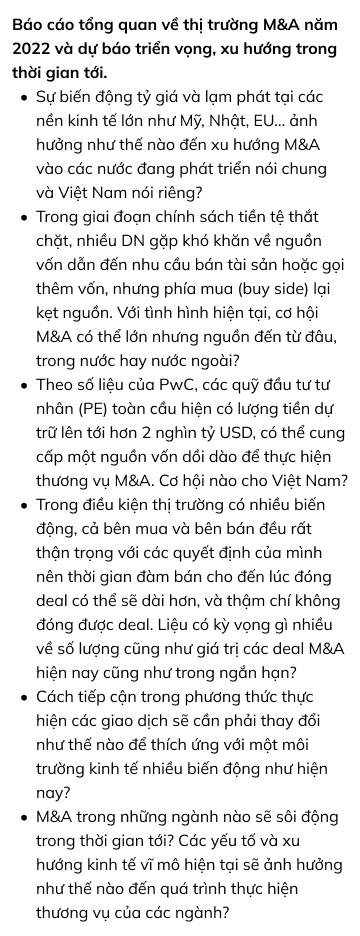 Báo cáo tổng quan về thị trường M&A năm
2022 và dự báo triển vọng, xu hướng trong
thời gian tới.
• Sự biến động tỷ giá và lạm phát tại các
nền kinh tế lớn như Mỹ, Nhật, EU... ảnh
hưởng như thế nào đến xu hướng M&A
vào các nước đang phát triển nói chung
và Việt Nam nói riêng?
• Trong giai đoạn chính sách tiền tệ thắt
chặt, nhiều DN gặp khó khăn về nguồn
vốn dẫn đến nhu cầu bán tài sản hoặc gọi
thêm vốn, nhưng phía mua (buy side) lại
kẹt nguồn. Với tình hình hiện tại, cơ hội
M&A có thể lớn nhưng nguồn đến từ đâu,
trong nước hay nước ngoài?
• Theo số liệu của PwC, các quỹ đầu tư tư
nhân (PE) toàn cầu hiện có lượng tiền dự
trữ lên tới hơn 2 nghìn tỷ USD, có thể cung
cấp một nguồn vốn dồi dào để thực hiện
thương vụ M&A. Cơ hội nào cho Việt Nam?
• Trong điều kiện thị trường có nhiều biến
động, cả bên mua và bên bán đều rất
thận trọng với các quyết định của mình
nên thời gian đàm bán cho đến lúc đóng
deal có thể sẽ dài hơn, và thậm chí không
đóng được deal. Liệu có kỳ vọng gì nhiều
về số lượng cũng như giá trị các deal M&A
hiện nay cũng như trong ngắn hạn?
• Cách tiếp cận trong phương thức thực
hiện các giao dịch sẽ cần phải thay đổi
như thế nào để thích ứng với một môi
trường kinh tế nhiều biến động như hiện
nay?
• M&A trong những ngành nào sẽ sôi động
trong thời gian tới? Các yếu tố và xu
hướng kinh tế vĩ mô hiện tại sẽ ảnh hưởng
như thế nào đến quá trình thực hiện
thương vụ của các ngành?